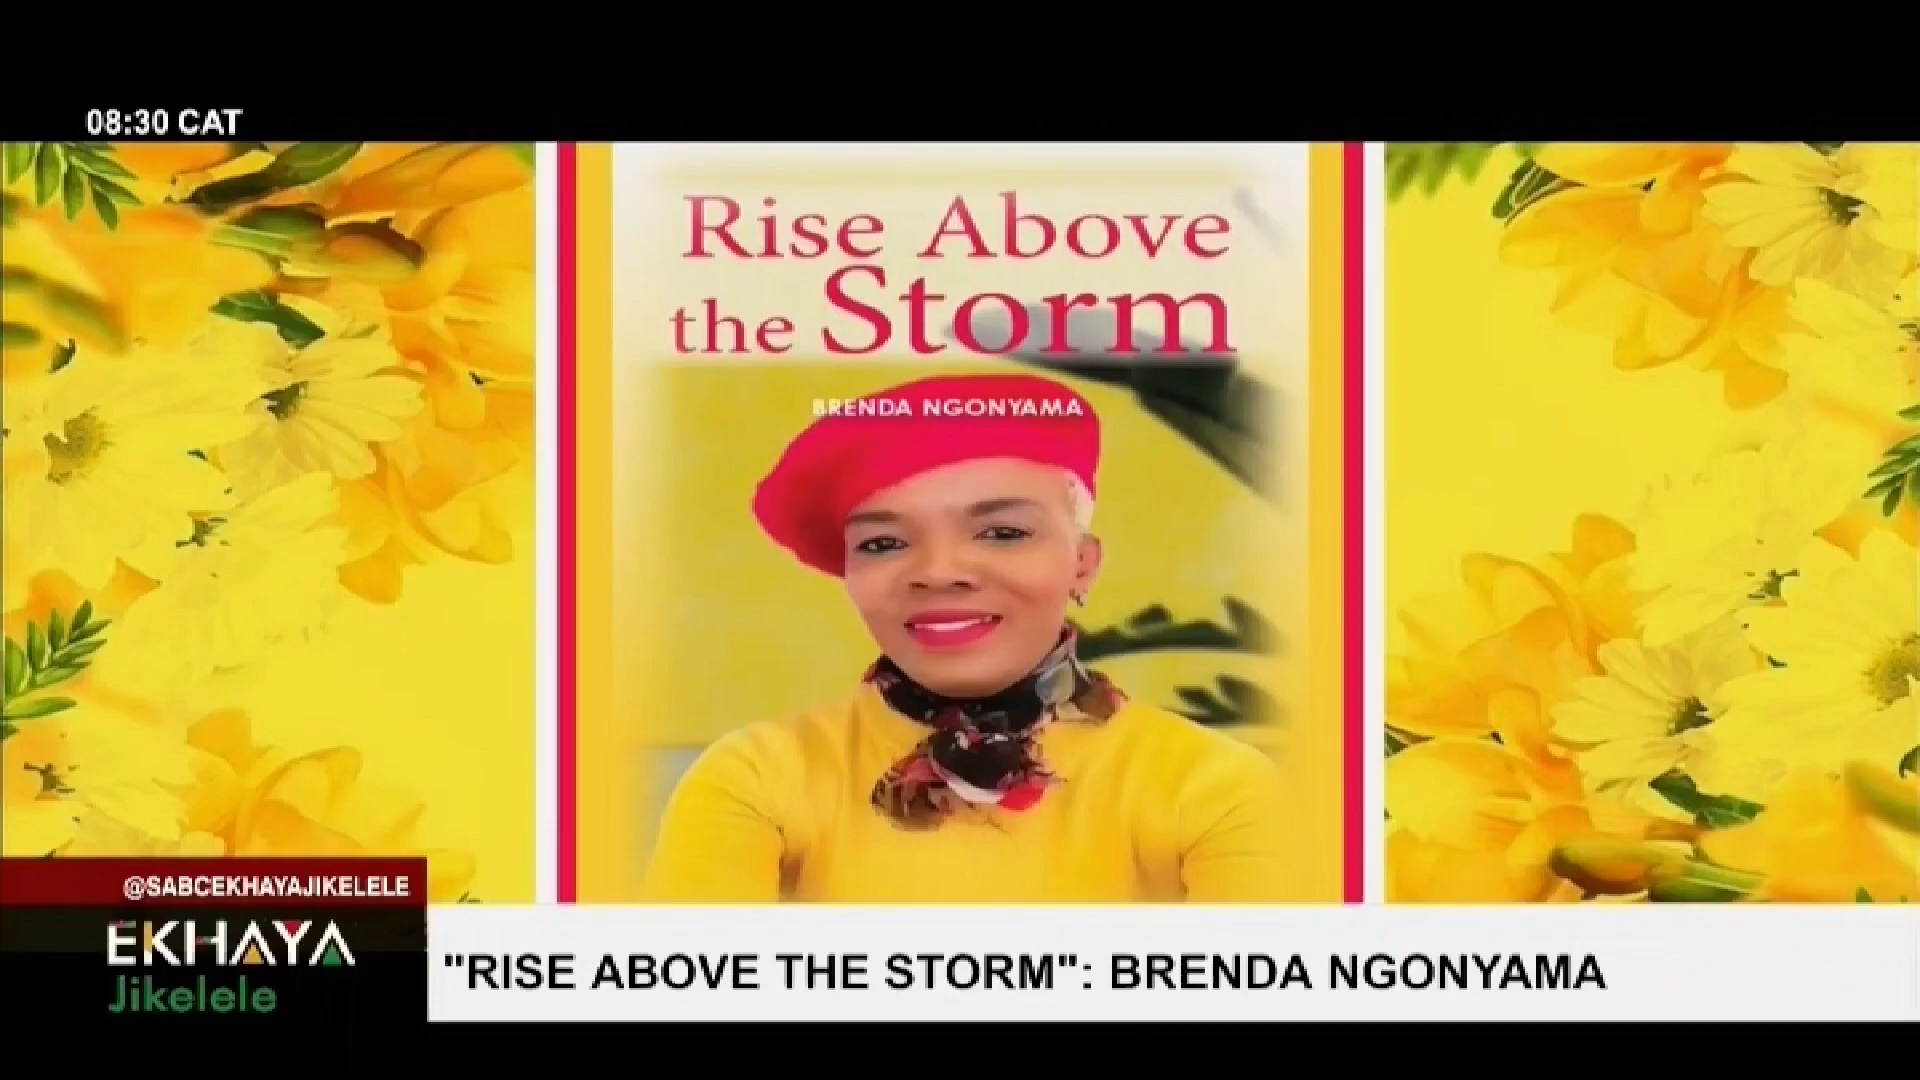 08:30 CAT
Rise Above
the Storm
BRENDA NGONYAMA
@SABCEKHAYAJIKELELE
EKHAYA
Jikelele
"RISE ABOVE THE STORM": BRENDA NGONYAMA